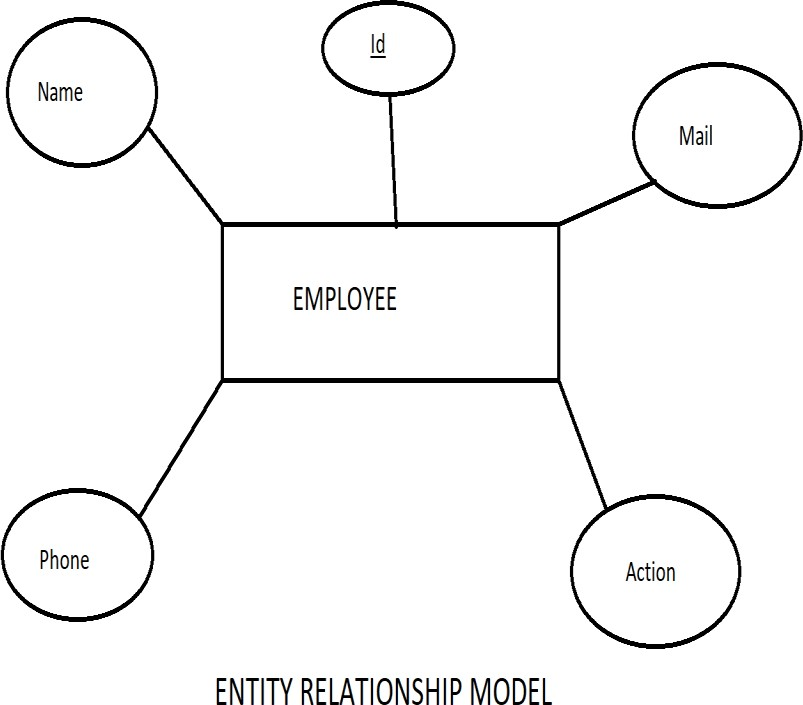 Id
Name
Mail
EMPLOYEE
Phone
Action
ENTITY RELATIONSHIP MODEL